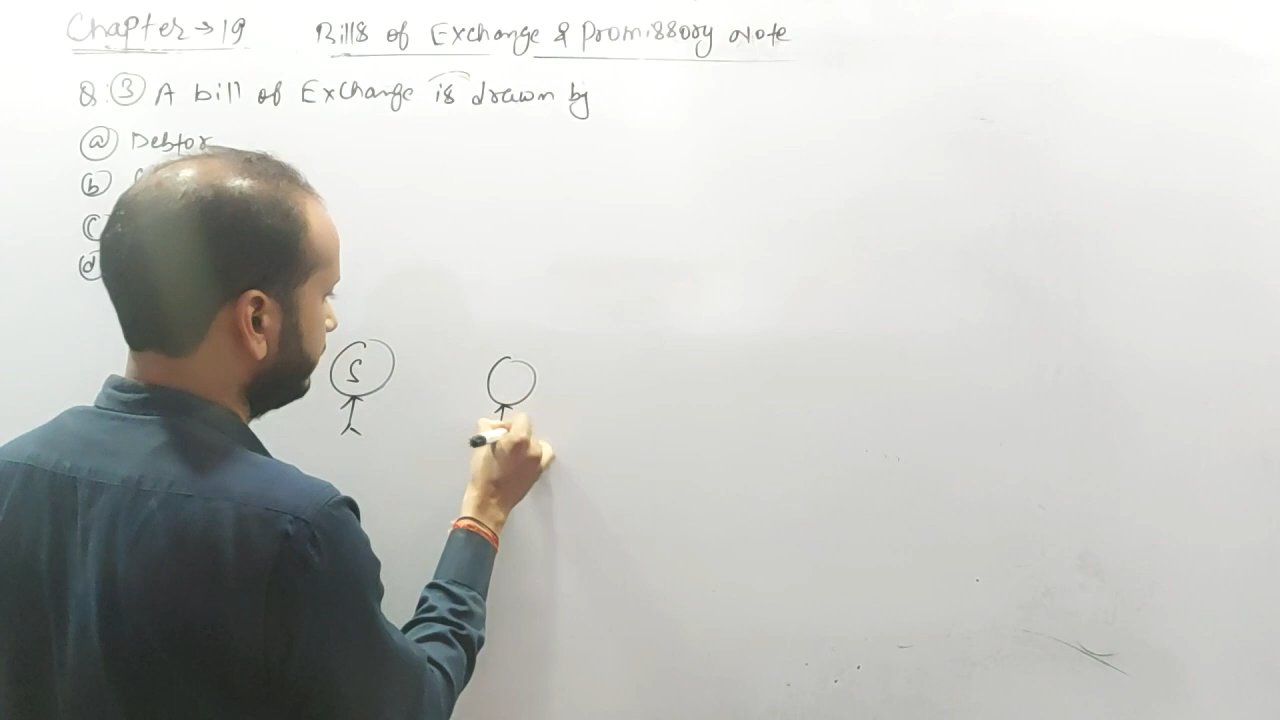 Chapter → 19 Bills of Exchange & Promissory Note
Q.③ A bill of Exchange is drawn by
ⓐ Debtor
ⓑ
ⓒ
ⓓ
S